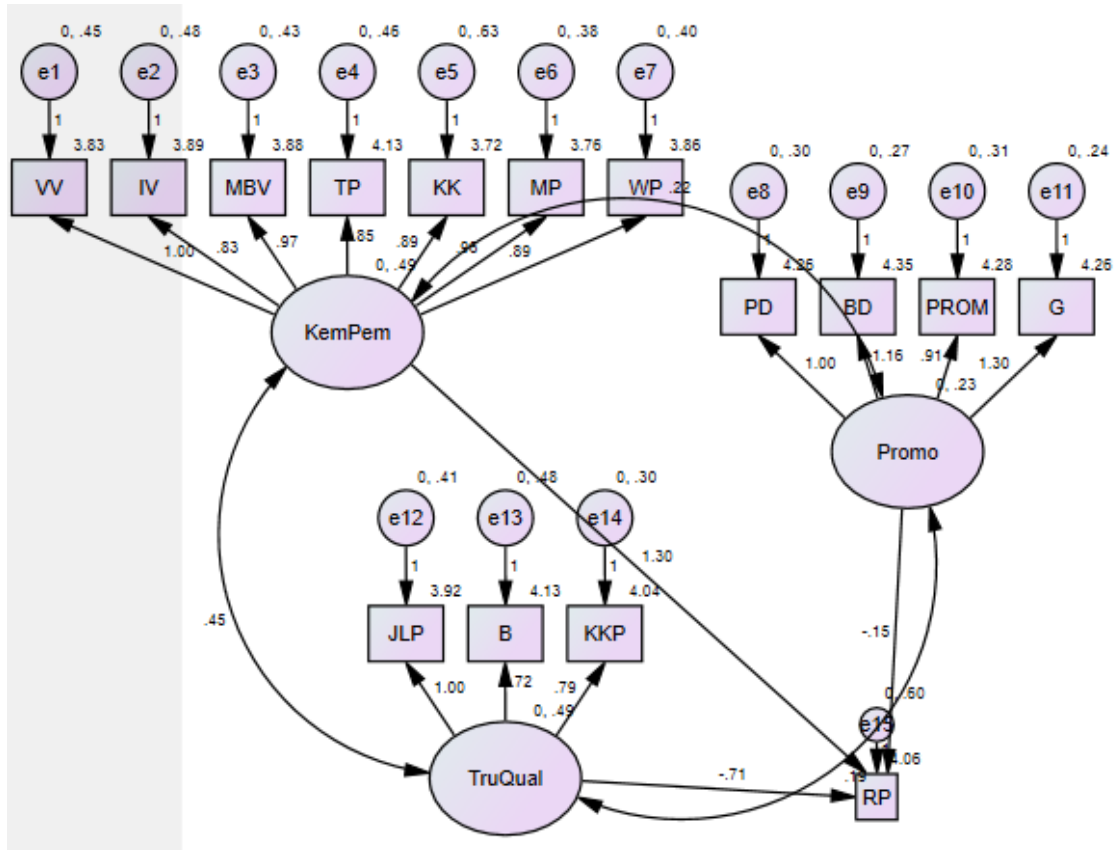 0, .45
0, .48
0, .43
0, .46
0, .63
0, .38
0, .40
e1
e2
e3
e4
e5
e6
e7
1
1
1
1
1
1
1
3.83
3.89
3.88
4.13
3.72
3.76
3.86
VV
IV
MBV
TP
KK
MP
WP
.22
0, .30
0, .27
0, .31
0, .24
e8
e9
e10
e11
1
1
1
1
4.26
4.35
4.28
4.26
PD
BD
PROM
G
1.00
.83
.97
.85
.89
.89
0, .49
KemPem
1.00
1.16
.91
1.30
0, .23
Promo
0, .41
0, .48
0, .30
e12
e13
e14
1
1
1
1.30
3.92
4.13
4.04
JLP
B
KKP
.45
-.15
1.00
.72
.79
0, .49
0, .60
e15
4.06
TruQual
-.71
.19
RP